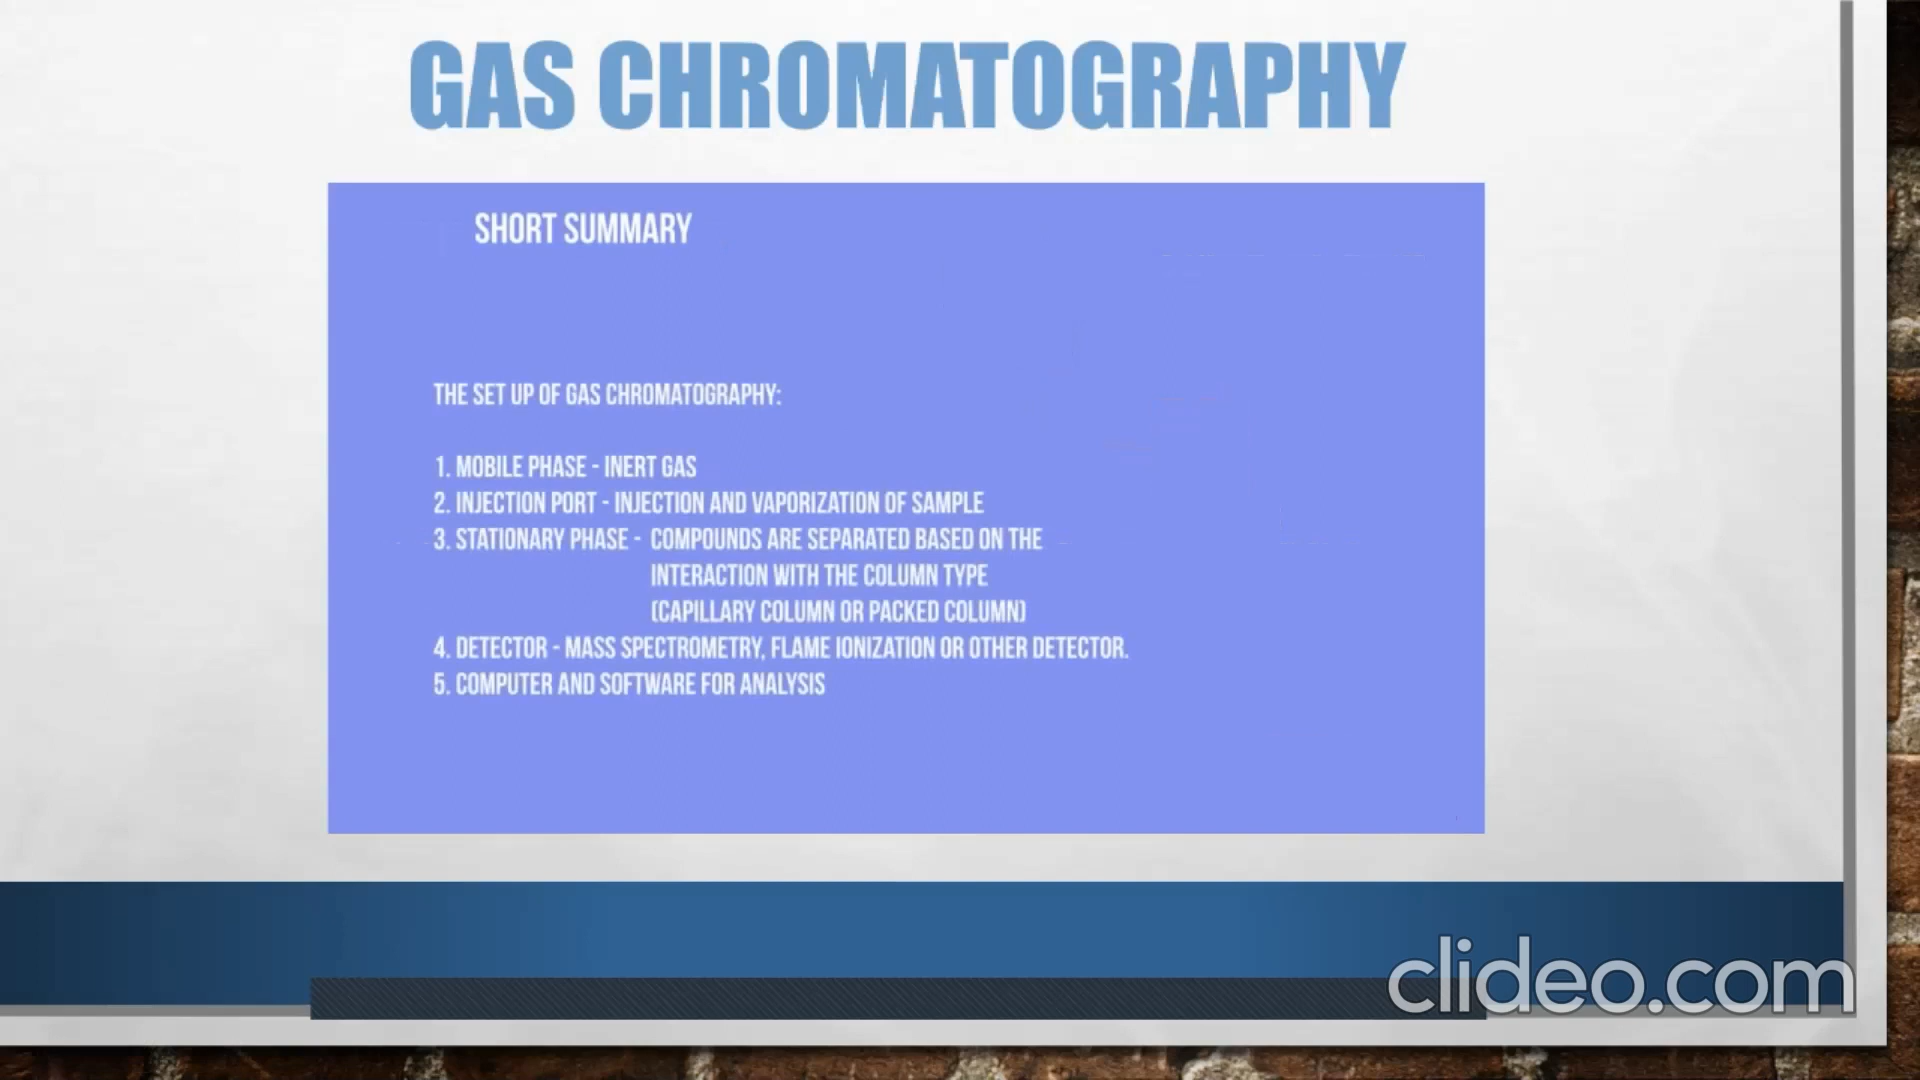 GAS CHROMATOGRAPHY
SHORT SUMMARY
THE SET UP OF GAS CHROMATOGRAPHY:
1. MOBILE PHASE - INERT GAS
2. INJECTION PORT - INJECTION AND VAPORIZATION OF SAMPLE
3. STATIONARY PHASE - COMPOUNDS ARE SEPARATED BASED ON THE
INTERACTION WITH THE COLUMN TYPE
(CAPILLARY COLUMN OR PACKED COLUMN)
4. DETECTOR - MASS SPECTROMETRY, FLAME IONIZATION OR OTHER DETECTOR.
5. COMPUTER AND SOFTWARE FOR ANALYSIS
clideo.com